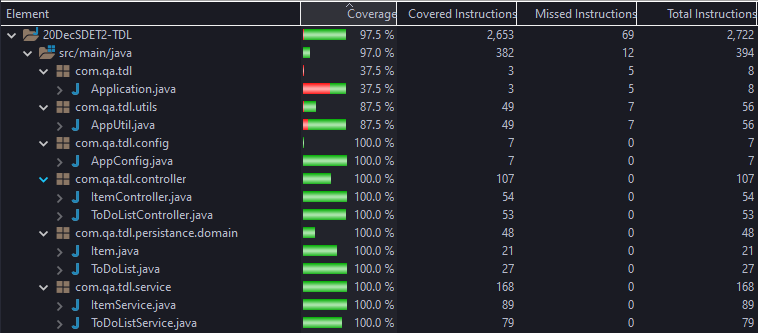 Element Coverage Covered Instructions Missed Instructions Total Instructions
20DecSDET2-TDL 97.5 % 2,653 69 2,722
src/main/java 97.0 % 382 12 394
com.qa.tdl 37.5 % 3 5 8
Application.java 37.5 % 3 5 8
com.qa.tdl.utils 87.5 % 49 7 56
AppUtil.java 87.5 % 49 7 56
com.qa.tdl.config 100.0 % 7 0 7
AppConfig.java 100.0 % 7 0 7
com.qa.tdl.controller 100.0 % 107 0 107
ItemController.java 100.0 % 54 0 54
ToDoListController.java 100.0 % 53 0 53
com.qa.tdl.persistance.domain 100.0 % 48 0 48
Item.java 100.0 % 21 0 21
ToDoList.java 100.0 % 27 0 27
com.qa.tdl.service 100.0 % 168 0 168
ItemService.java 100.0 % 89 0 89
ToDoListService.java 100.0 % 79 0 79